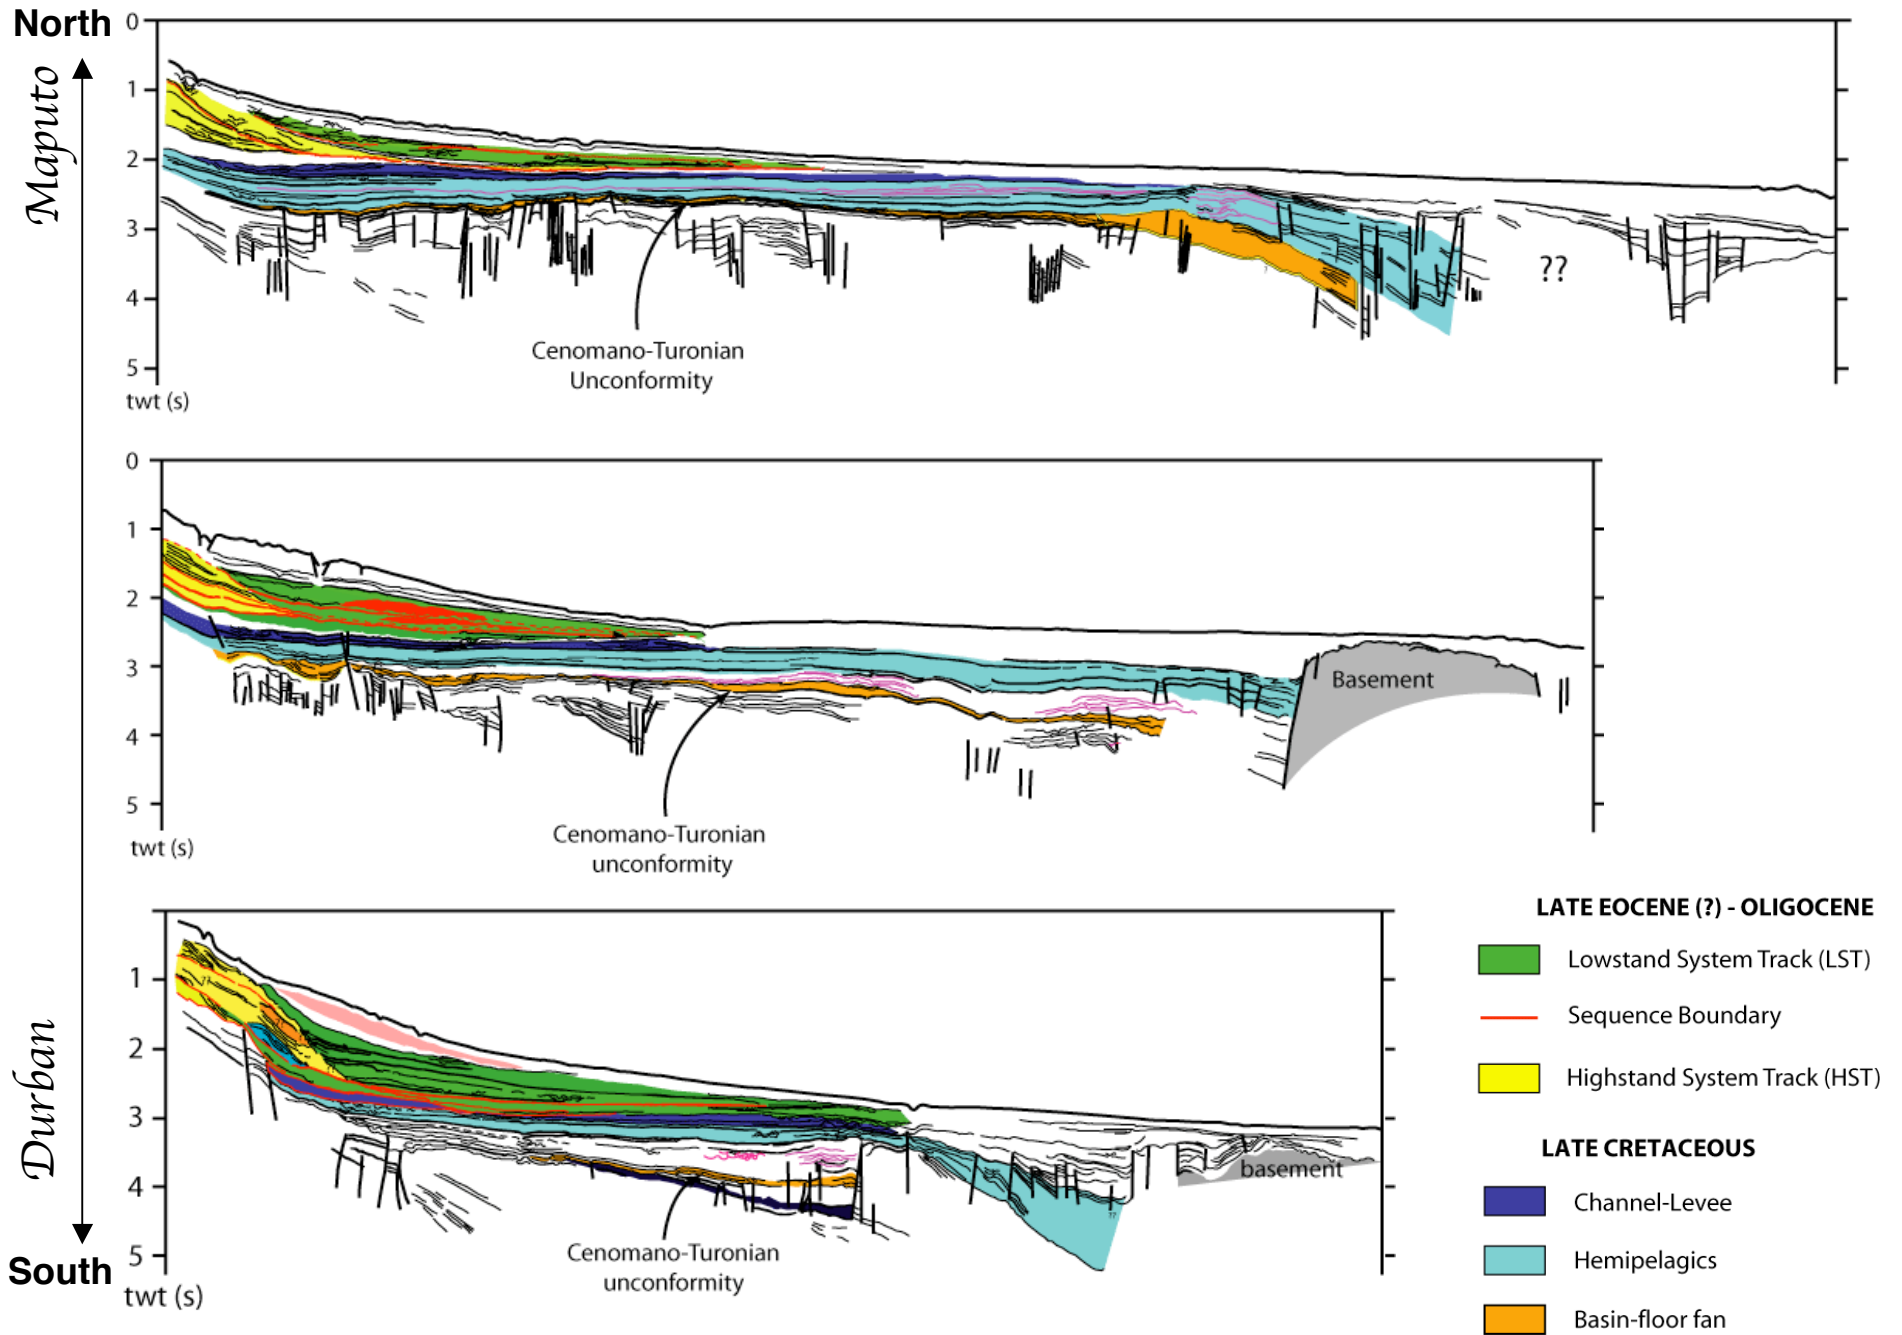 North
Maputo
0
1
2
3
4
5
twt (s)
??
?
Cenomano-Turonian
Unconformity
0
1
2
3
4
5
twt (s)
Basement
Cenomano-Turonian
unconformity
Durban
South
1
2
3
4
5
twt (s)
??
??
??
basement
Cenomano-Turonian
unconformity
LATE EOCENE (?) - OLIGOCENE
Lowstand System Track (LST)
Sequence Boundary
Highstand System Track (HST)
LATE CRETACEOUS
Channel-Levee
Hemipelagics
Basin-floor fan